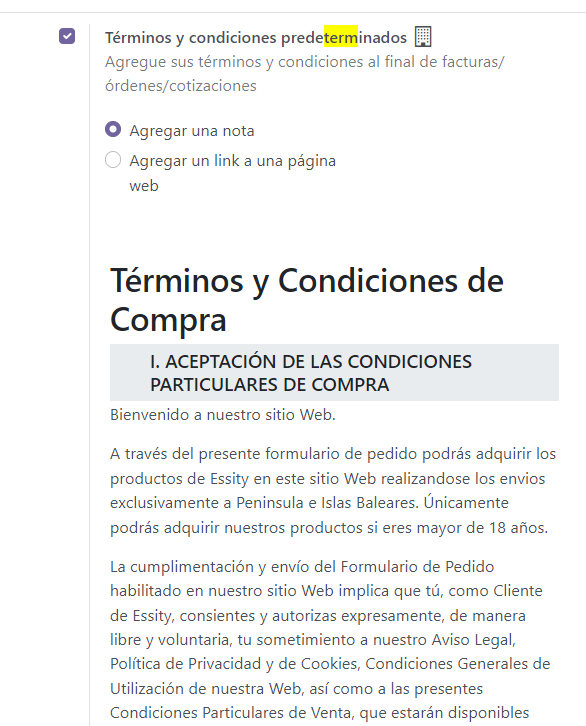 Términos y condiciones predeterminados
Agregue sus términos y condiciones al final de facturas/
órdenes/cotizaciones
Agregar una nota
Agregar un link a una página
web
Términos y Condiciones de
Compra
I. ACEPTACIÓN DE LAS CONDICIONES
PARTICULARES DE COMPRA
Bienvenido a nuestro sitio Web.
A través del presente formulario de pedido podrás adquirir los
productos de Essity en este sitio Web realizandose los envios
exclusivamente a Peninsula e Islas Baleares. Únicamente
podrás adquirir nuestros productos si eres mayor de 18 años.
La cumplimentación y envío del Formulario de Pedido
habilitado en nuestro sitio Web implica que tú, como Cliente
de Essity, consientes y autorizas expresamente, de manera
libre y voluntaria, tu sometimiento a nuestro Aviso Legal,
Política de Privacidad y de Cookies, Condiciones Generales de
Utilización de nuestra Web, así como a las presentes
Condiciones Particulares de Venta, que estarán disponibles